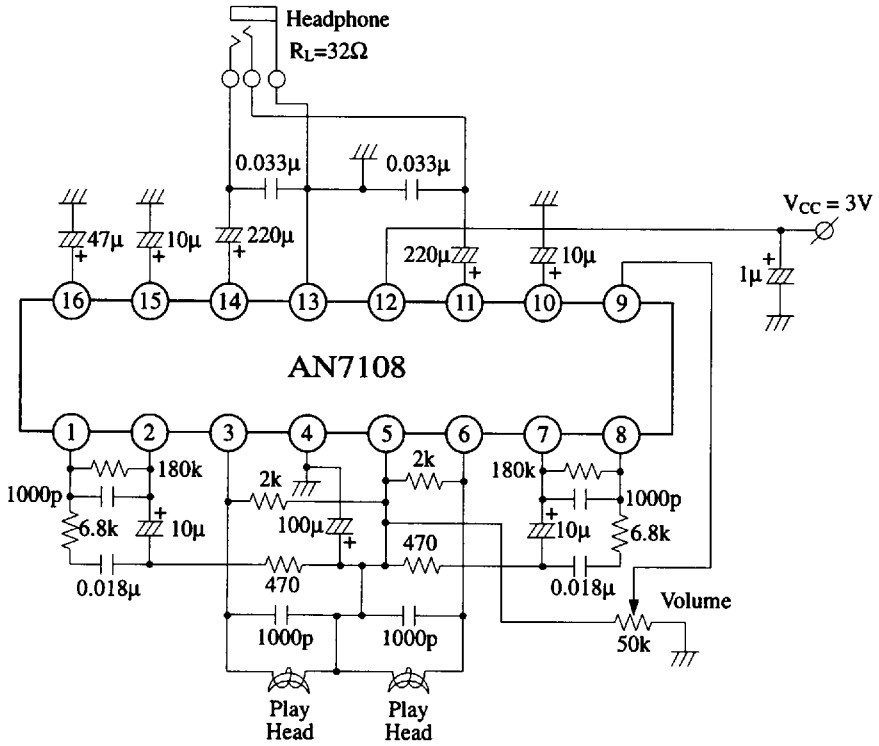 Headphone
R_L=32Ω
0.033μ
0.033μ
V_CC = 3V
47μ
+
10μ
+
220μ
+
220μ
+
10μ
+
+
1μ
16
15
14
13
12
11
10
9
AN7108
1
2
3
4
5
6
7
8
180k
2k
2k
180k
1000p
1000p
+
100μ
+
+
6.8k
10μ
10μ
6.8k
470
470
0.018μ
0.018μ
Volume
50k
1000p
1000p
Play
Head
Play
Head